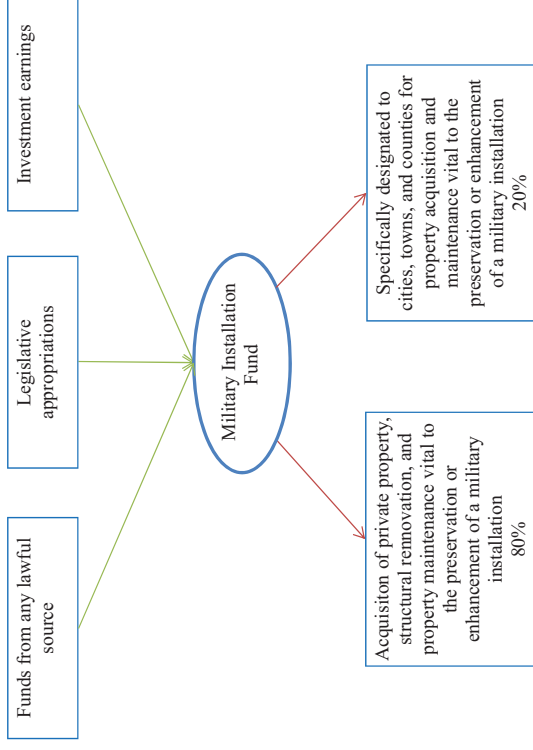 Funds from any lawful
source
Legislative
appropriations
Investment earnings
Military Installation
Fund
Acquisiton of private property,
structural rennovation, and
property maintenance vital to
the preservation or
enhancement of a military
installation
80%
Specifically designated to
cities, towns, and counties for
property acquisition and
maintenance vital to the
preservation or enhancement
of a military installation
20%